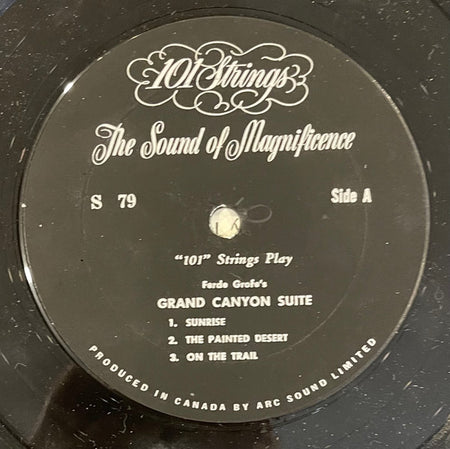 101 Strings
The Sound of Magnificence
S 79
Side A
"101" Strings Play
Ferde Grofe's
GRAND CANYON SUITE
1. SUNRISE
2. THE PAINTED DESERT
3. ON THE TRAIL
PRODUCED IN CANADA BY ARC SOUND LIMITED